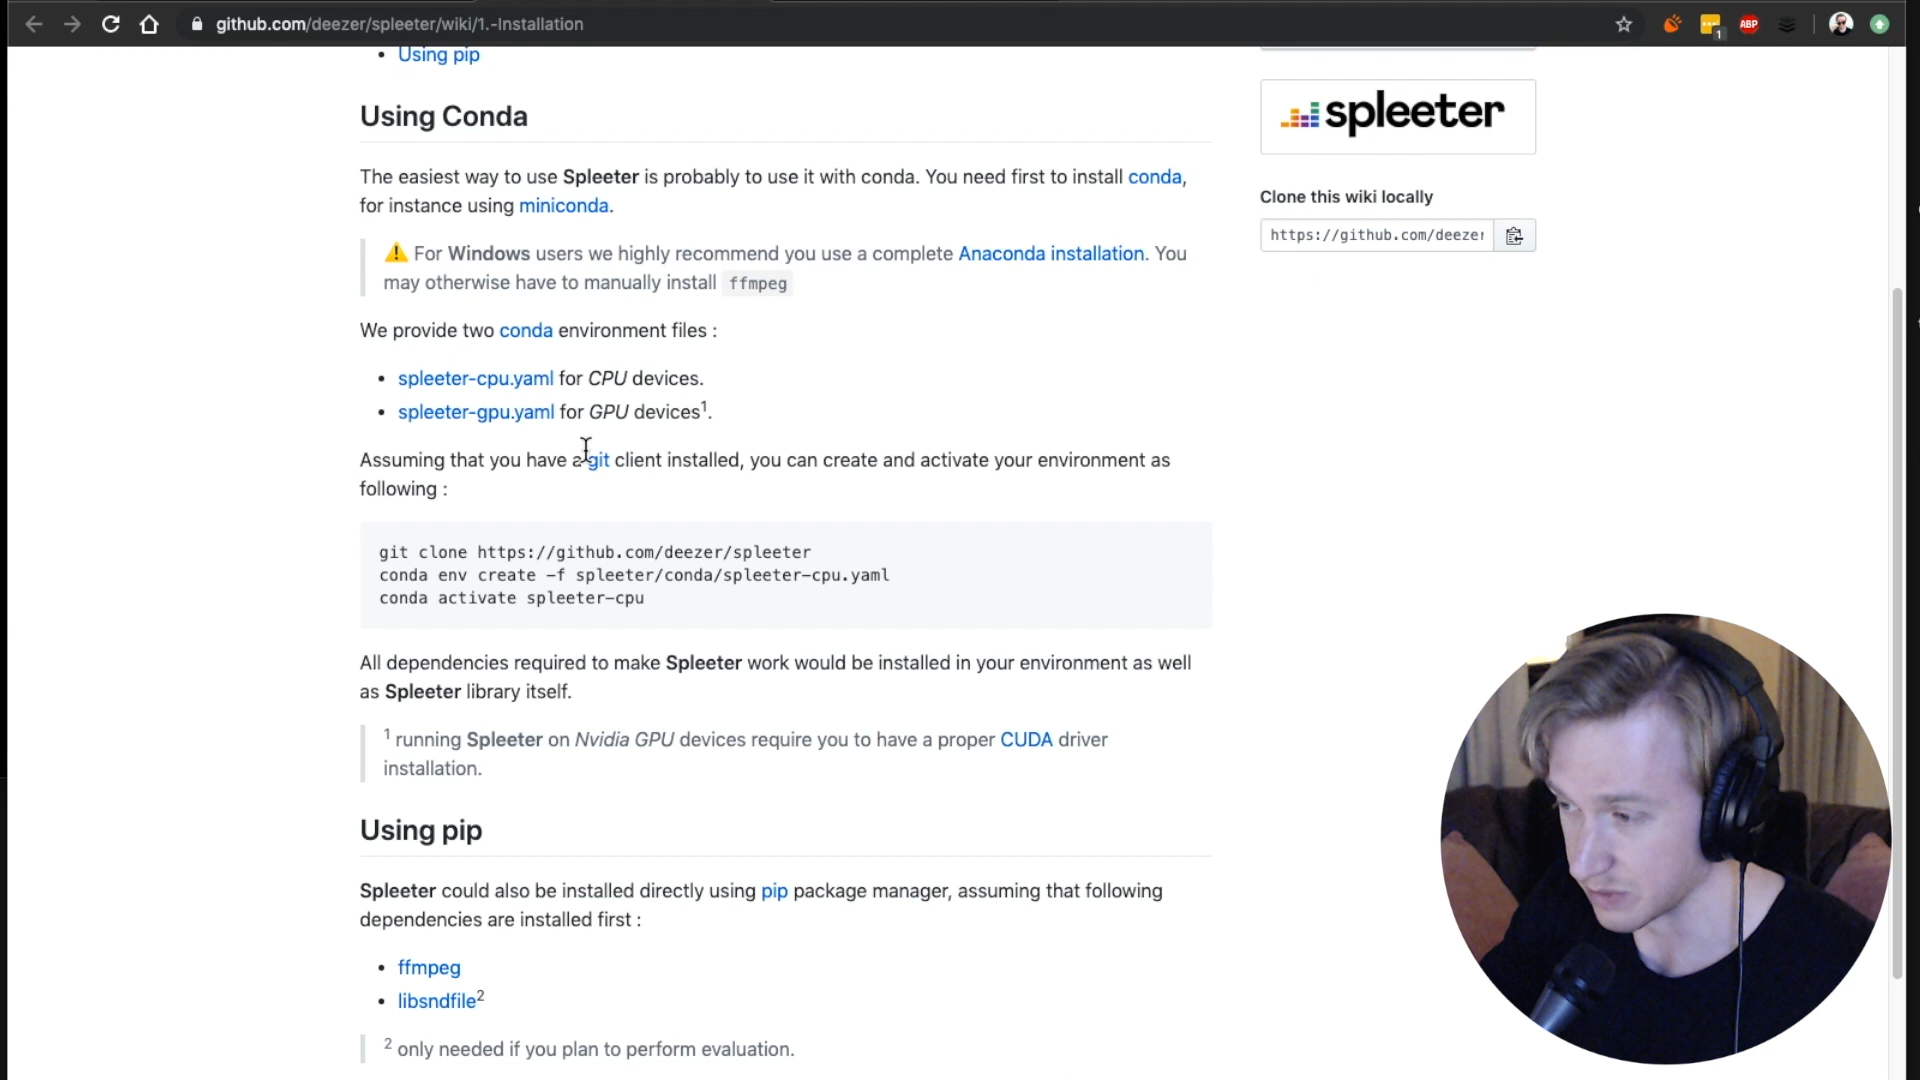 github.com/deezer/spleeter/wiki/1.-Installation
1
ABP
• Using pip
Using Conda
The easiest way to use Spleeter is probably to use it with conda. You need first to install conda,
for instance using miniconda.
For Windows users we highly recommend you use a complete Anaconda installation. You
may otherwise have to manually install ffmpeg
We provide two conda environment files :
• spleeter-cpu.yaml for CPU devices.
• spleeter-gpu.yaml for GPU devices1.
Assuming that you have a git client installed, you can create and activate your environment as
following :
git clone https://github.com/deezer/spleeter
conda env create -f spleeter/conda/spleeter-cpu.yaml
conda activate spleeter-cpu
All dependencies required to make Spleeter work would be installed in your environment as well
as Spleeter library itself.
1 running Spleeter on Nvidia GPU devices require you to have a proper CUDA driver
installation.
Using pip
Spleeter could also be installed directly using pip package manager, assuming that following
dependencies are installed first :
• ffmpeg
• libsndfile2
2 only needed if you plan to perform evaluation.
spleeter
Clone this wiki locally
https://github.com/deezer